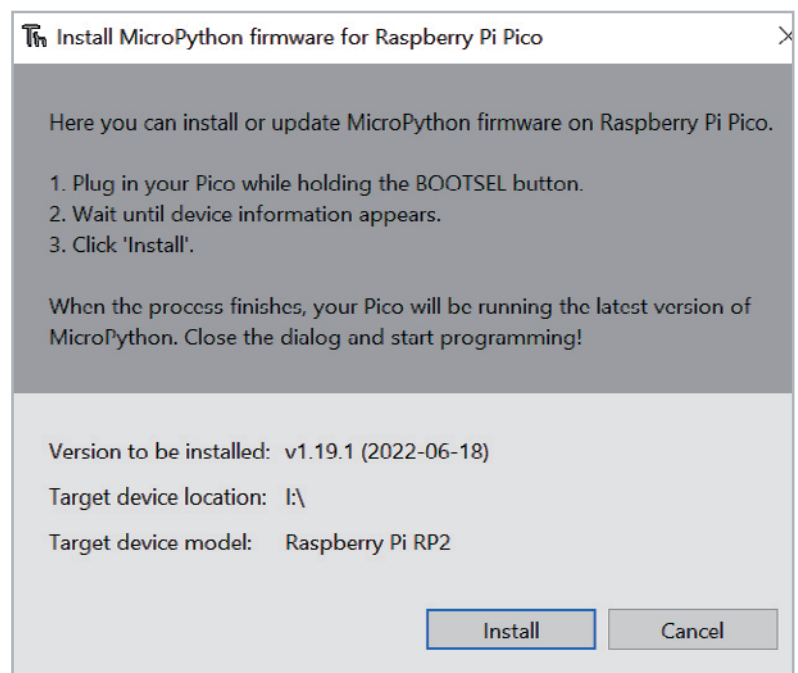 Th Install MicroPython firmware for Raspberry Pi Pico
Here you can install or update MicroPython firmware on Raspberry Pi Pico.
1. Plug in your Pico while holding the BOOTSEL button.
2. Wait until device information appears.
3. Click 'Install'.
When the process finishes, your Pico will be running the latest version of
MicroPython. Close the dialog and start programming!
Version to be installed: v1.19.1 (2022-06-18)
Target device location: I:\
Target device model: Raspberry Pi RP2
Install Cancel